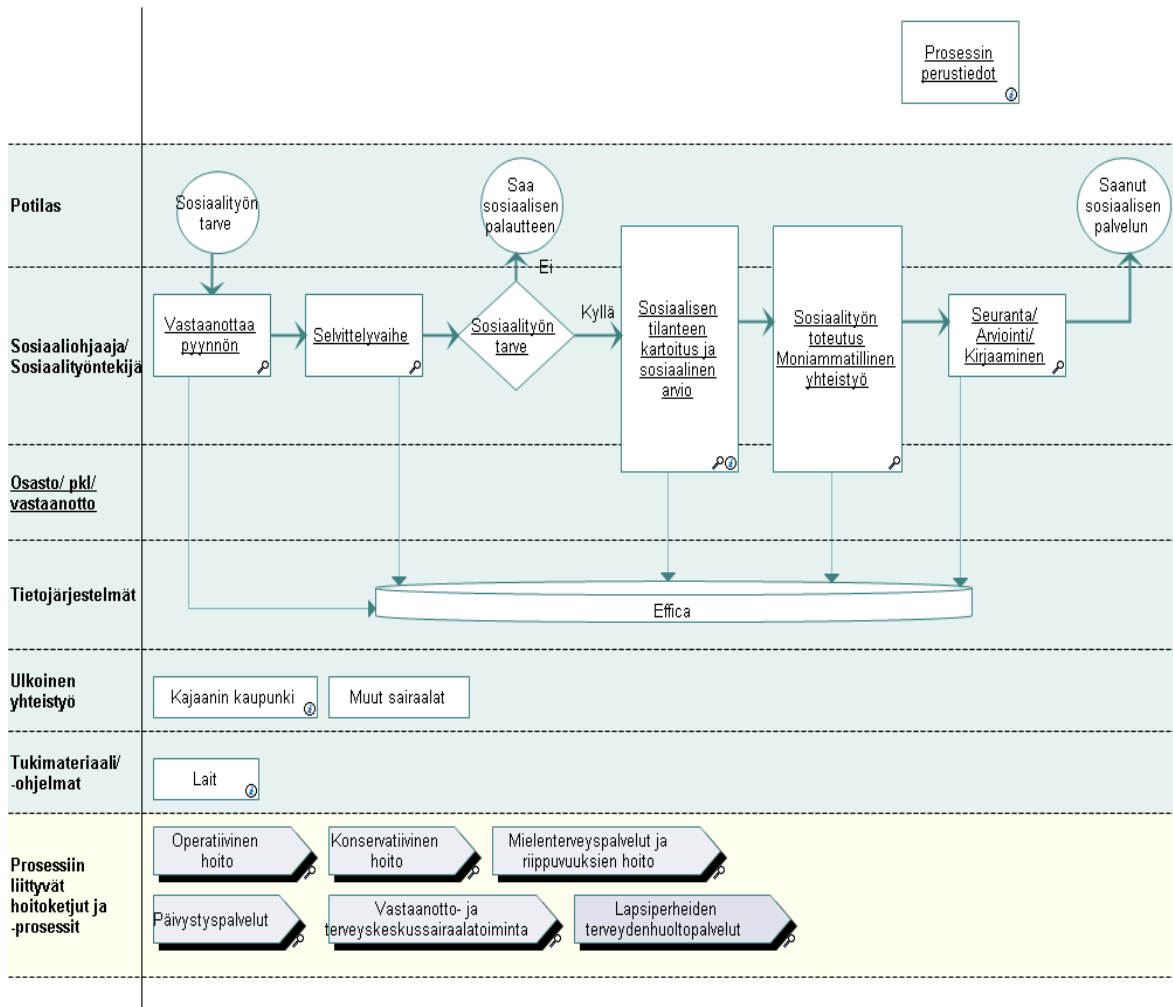 Prosessin
perustiedot
Potilas
Sosiaalityön
tarve
Saa
sosiaalisen
palautteen
Saanut
sosiaalisen
palvelun
Ei
Kyllä
Sosiaaliohjaaja/
Sosiaalityöntekijä
Vastaanottaa
pyynnön
Selvittelyvaihe
Sosiaalityön
tarve
Sosiaalisen
tilanteen
kartoitus ja
sosiaalinen
arvio
Sosiaalityön
toteutus
Moniammatillinen
yhteistyö
Seuranta/
Arviointi/
Kirjaaminen
Osasto/ pkl/
vastaanotto
Tietojärjestelmät
Effica
Ulkoinen
yhteistyö
Kajaanin kaupunki
Muut sairaalat
Tukimateriaali/
-ohjelmat
Lait
Prosessiin
liittyvät
hoitoketjut ja
-prosessit
Operatiivinen
hoito
Konservatiivinen
hoito
Mielenterveyspalvelut ja
riippuvuuksien hoito
Päivystyspalvelut
Vastaanotto- ja
terveyskeskussairaalatoiminta
Lapsiperheiden
terveydenhuoltopalvelut